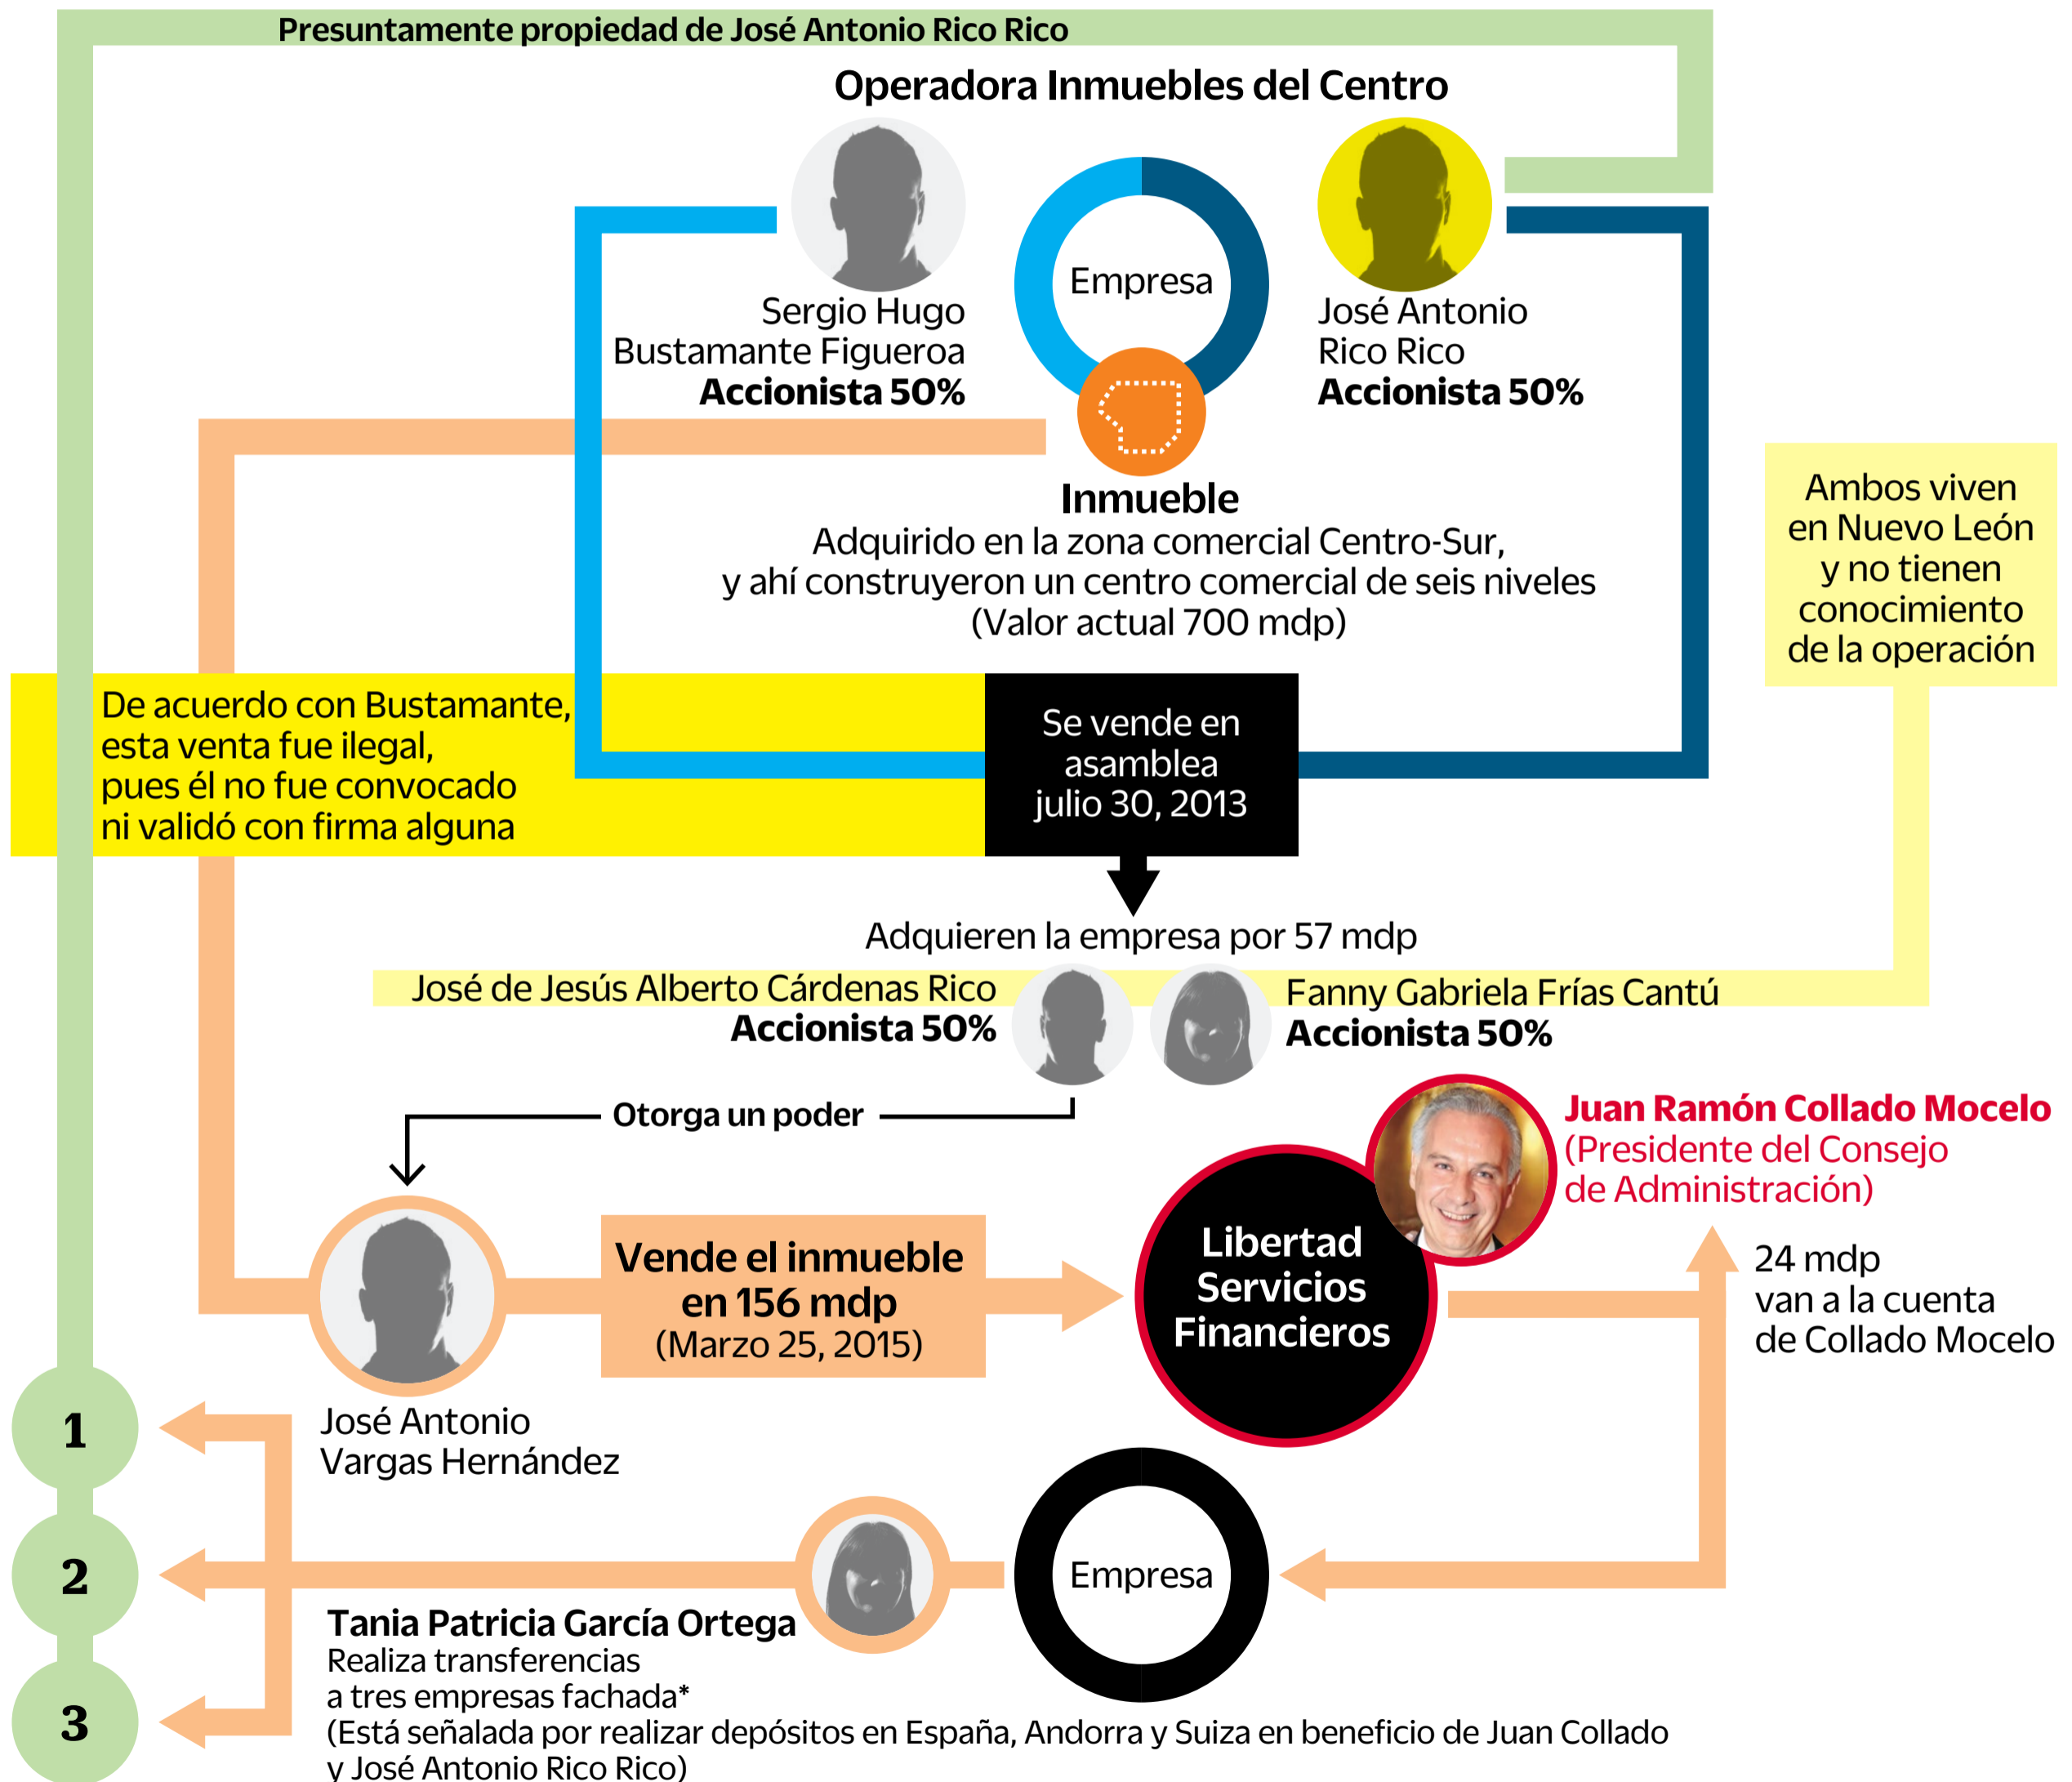 Presuntamente propiedad de José Antonio Rico Rico
Operadora Inmuebles del Centro
Empresa
Sergio Hugo
Bustamante Figueroa
Accionista 50%
José Antonio
Rico Rico
Accionista 50%
Inmueble
Adquirido en la zona comercial Centro-Sur,
y ahí construyeron un centro comercial de seis niveles
(Valor actual 700 mdp)
Ambos viven
en Nuevo León
y no tienen
conocimiento
de la operación
De acuerdo con Bustamante,
esta venta fue ilegal,
pues él no fue convocado
ni validó con firma alguna
Se vende en
asamblea
julio 30, 2013
Adquieren la empresa por 57 mdp
José de Jesús Alberto Cárdenas Rico
Accionista 50%
Fanny Gabriela Frías Cantú
Accionista 50%
Otorga un poder
Juan Ramón Collado Mocelo
(Presidente del Consejo
de Administración)
Vende el inmueble
en 156 mdp
(Marzo 25, 2015)
Libertad
Servicios
Financieros
24 mdp
van a la cuenta
de Collado Mocelo
José Antonio
Vargas Hernández
1
2
3
Empresa
Tania Patricia García Ortega
Realiza transferencias
a tres empresas fachada*
(Está señalada por realizar depósitos en España, Andorra y Suiza en beneficio de Juan Collado
y José Antonio Rico Rico)